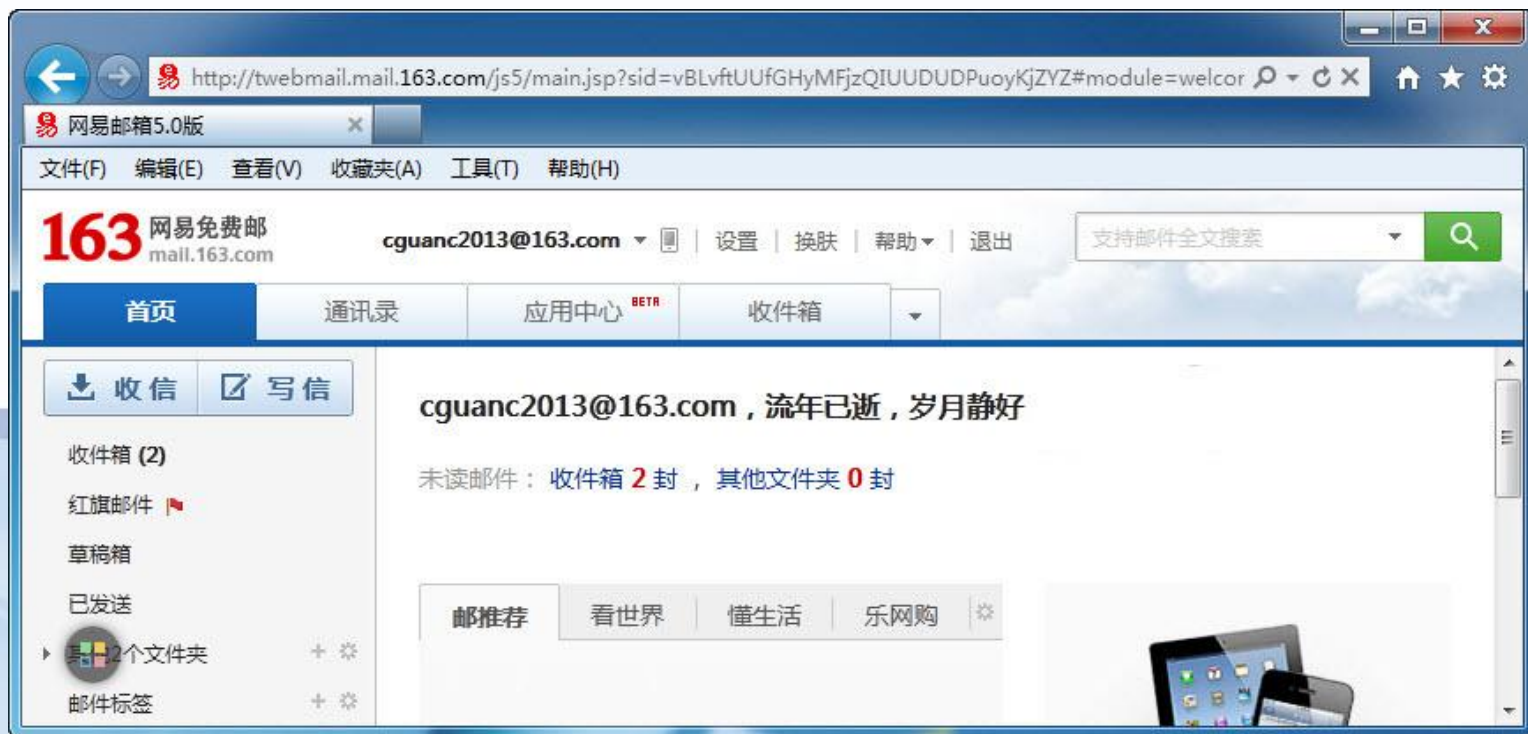 http://twebmail.mail.163.com/js5/main.jsp?sid=vBLvftUUfGHyMFjzQIUUDUDPuoyKjZYZ#module=welcor
网易邮箱5.0版
文件(F) 编辑(E) 查看(V) 收藏夹(A) 工具(T) 帮助(H)
163 网易免费邮
mail.163.com
cguanc2013@163.com 设置 换肤 帮助 退出 支持邮件全文搜索
首页 通讯录 应用中心 BETA 收件箱
收信 写信
cguanc2013@163.com，流年已逝，岁月静好
收件箱 (2)
未读邮件： 收件箱 2 封 ， 其他文件夹 0 封
红旗邮件
草稿箱
已发送
邮推荐 看世界 懂生活 乐网购
2个文件夹
邮件标签